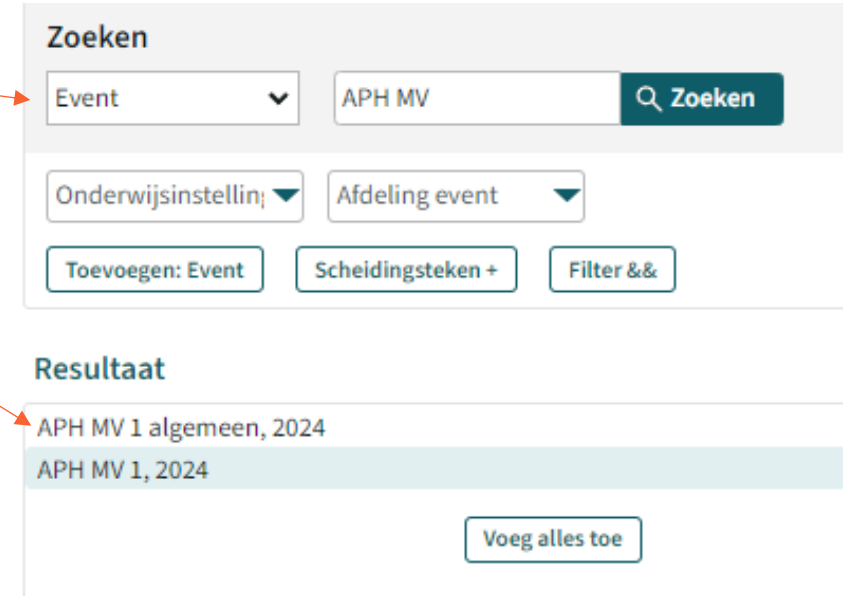 Zoeken
Event APH MV Zoeken
Onderwijsinstellin Afdeling event
Toevoegen: Event Scheidingsteken + Filter &&
Resultaat
APH MV 1 algemeen, 2024
APH MV 1, 2024
Voeg alles toe